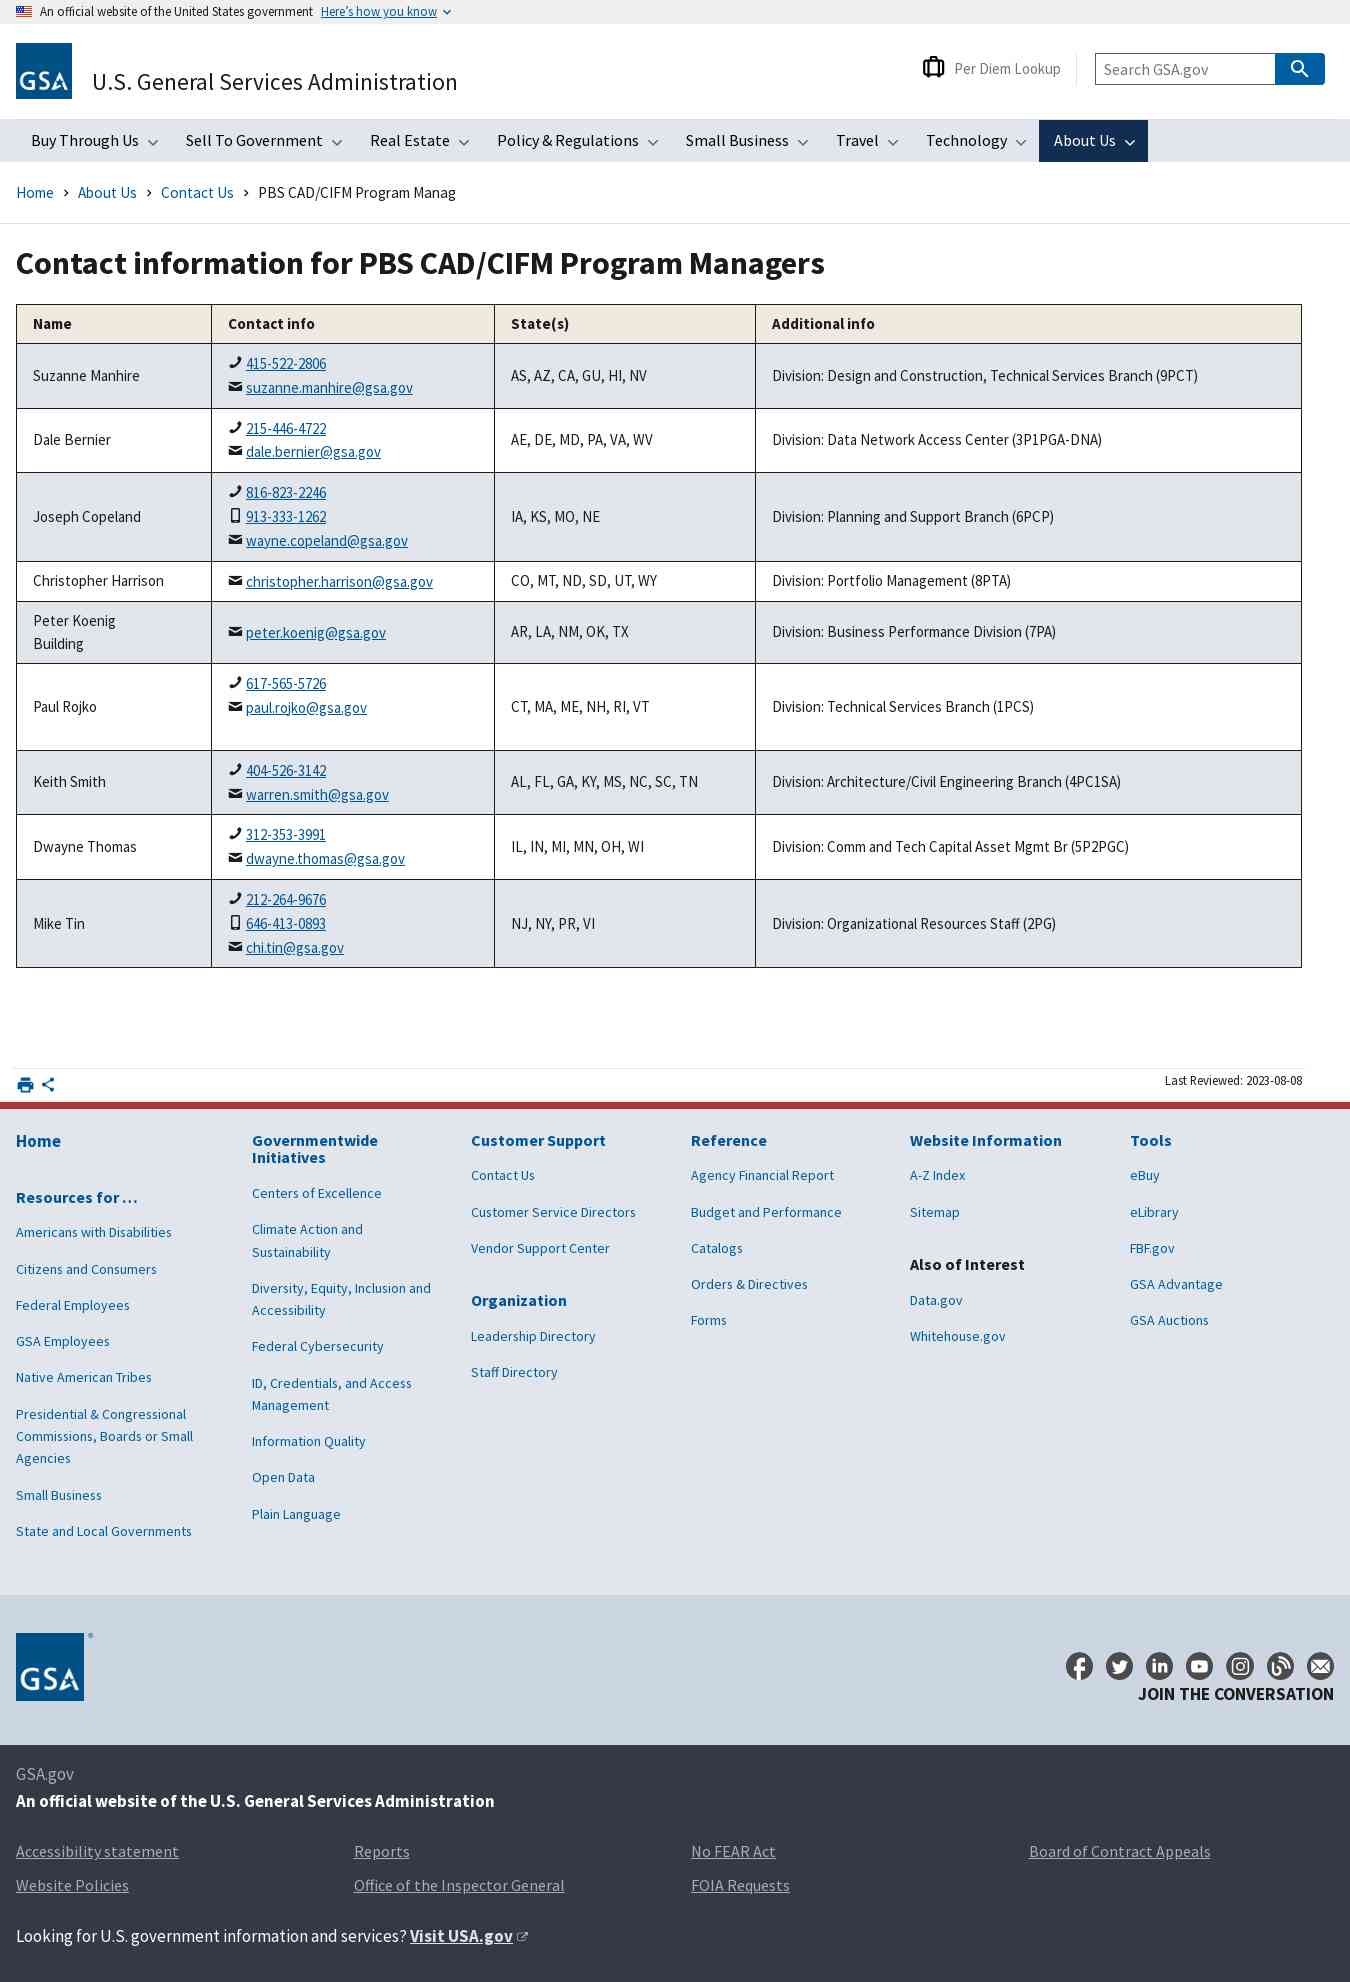 An official website of the United States government Here's how you know
GSA
U.S. General Services Administration
Per Diem Lookup
Search GSA.gov
Buy Through Us Sell To Government Real Estate Policy & Regulations Small Business Travel Technology About Us
Home > About Us > Contact Us > PBS CAD/CIFM Program Manag
Contact information for PBS CAD/CIFM Program Managers
Name Contact info State(s) Additional info
Suzanne Manhire
415-522-2806
suzanne.manhire@gsa.gov
AS, AZ, CA, GU, HI, NV
Division: Design and Construction, Technical Services Branch (9PCT)
Dale Bernier
215-446-4722
dale.bernier@gsa.gov
AE, DE, MD, PA, VA, WV
Division: Data Network Access Center (3P1PGA-DNA)
Joseph Copeland
816-823-2246
913-333-1262
wayne.copeland@gsa.gov
IA, KS, MO, NE
Division: Planning and Support Branch (6PCP)
Christopher Harrison
christopher.harrison@gsa.gov
CO, MT, ND, SD, UT, WY
Division: Portfolio Management (8PTA)
Peter Koenig
Building
peter.koenig@gsa.gov
AR, LA, NM, OK, TX
Division: Business Performance Division (7PA)
Paul Rojko
617-565-5726
paul.rojko@gsa.gov
CT, MA, ME, NH, RI, VT
Division: Technical Services Branch (1PCS)
Keith Smith
404-526-3142
warren.smith@gsa.gov
AL, FL, GA, KY, MS, NC, SC, TN
Division: Architecture/Civil Engineering Branch (4PC1SA)
Dwayne Thomas
312-353-3991
dwayne.thomas@gsa.gov
IL, IN, MI, MN, OH, WI
Division: Comm and Tech Capital Asset Mgmt Br (5P2PGC)
Mike Tin
212-264-9676
646-413-0893
chi.tin@gsa.gov
NJ, NY, PR, VI
Division: Organizational Resources Staff (2PG)
Last Reviewed: 2023-08-08
Home
Resources for …
Americans with Disabilities
Citizens and Consumers
Federal Employees
GSA Employees
Native American Tribes
Presidential & Congressional
Commissions, Boards or Small
Agencies
Small Business
State and Local Governments
Governmentwide
Initiatives
Centers of Excellence
Climate Action and
Sustainability
Diversity, Equity, Inclusion and
Accessibility
Federal Cybersecurity
ID, Credentials, and Access
Management
Information Quality
Open Data
Plain Language
Customer Support
Contact Us
Customer Service Directors
Vendor Support Center
Organization
Leadership Directory
Staff Directory
Reference
Agency Financial Report
Budget and Performance
Catalogs
Orders & Directives
Forms
Website Information
A-Z Index
Sitemap
Also of Interest
Data.gov
Whitehouse.gov
Tools
eBuy
eLibrary
FBF.gov
GSA Advantage
GSA Auctions
GSA®
JOIN THE CONVERSATION
GSA.gov
An official website of the U.S. General Services Administration
Accessibility statement Reports No FEAR Act Board of Contract Appeals
Website Policies Office of the Inspector General FOIA Requests
Looking for U.S. government information and services? Visit USA.gov